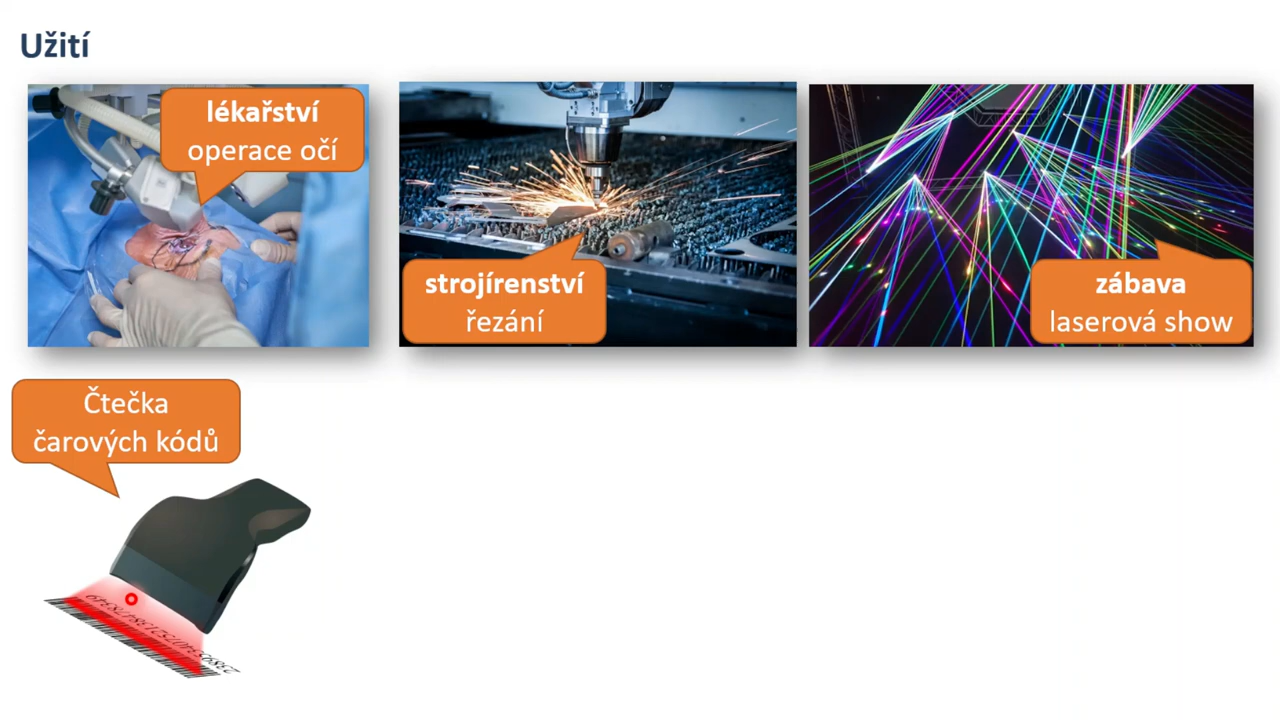 Užití
lékařství
operace očí
strojírenství
řezání
zábava
laserová show
Čtečka
čarových kódů